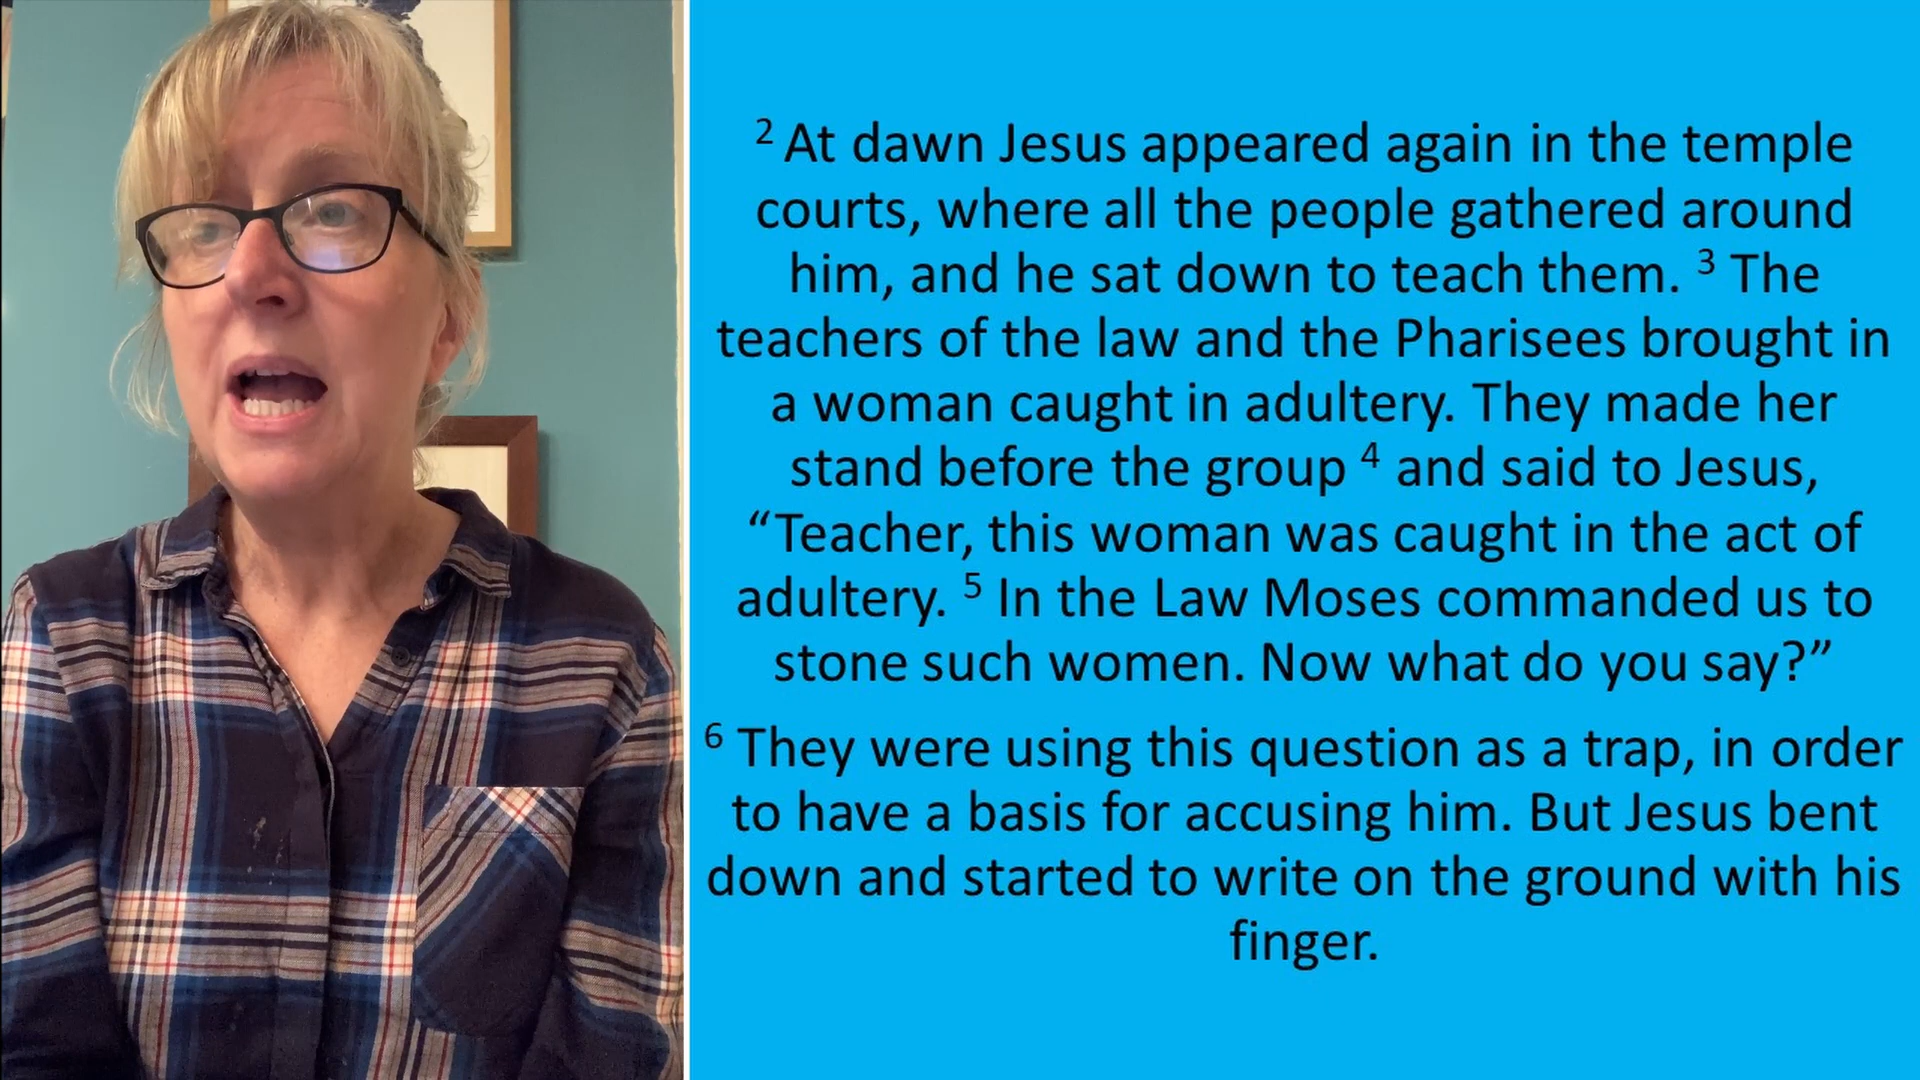 2 At dawn Jesus appeared again in the temple
courts, where all the people gathered around
him, and he sat down to teach them. 3 The
teachers of the law and the Pharisees brought in
a woman caught in adultery. They made her
stand before the group 4 and said to Jesus,
“Teacher, this woman was caught in the act of
adultery. 5 In the Law Moses commanded us to
stone such women. Now what do you say?”
6 They were using this question as a trap, in order
to have a basis for accusing him. But Jesus bent
down and started to write on the ground with his
finger.